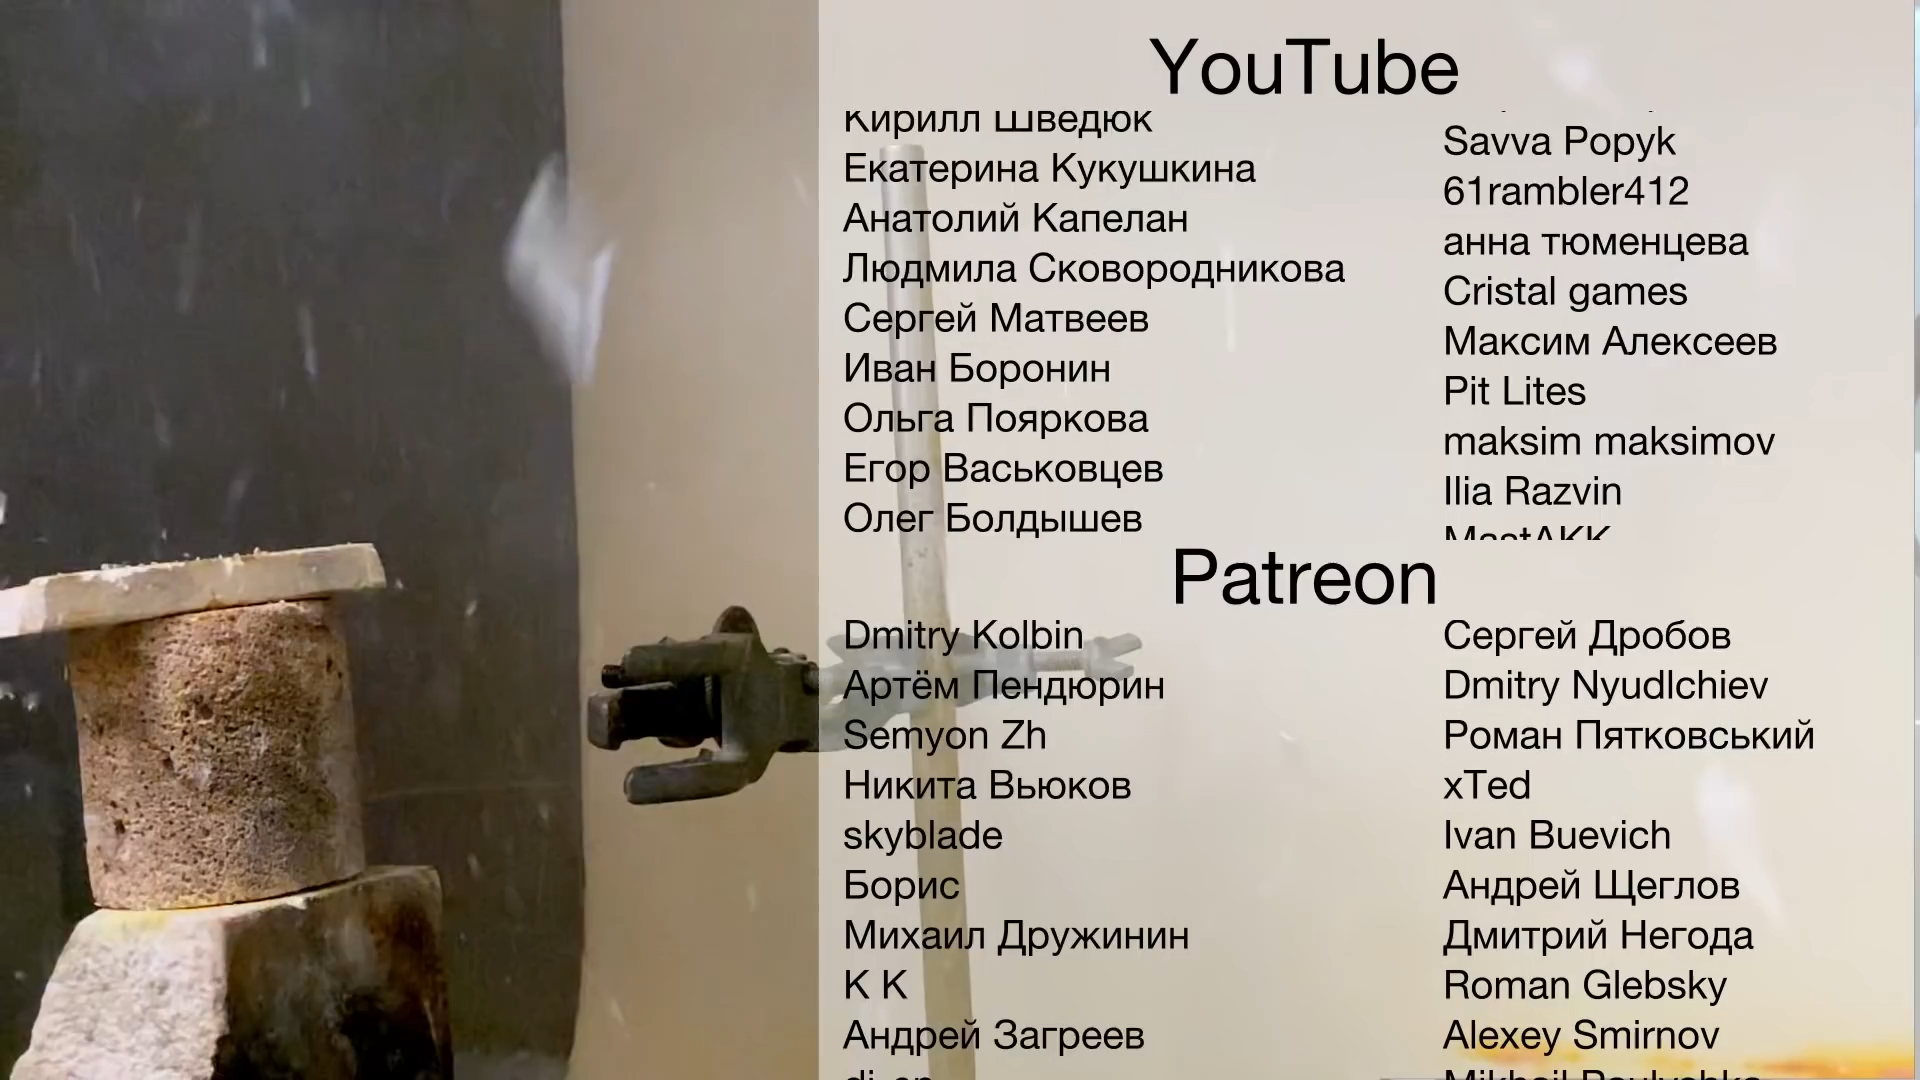 YouTube
Кирилл Шведюк
Екатерина Кукушкина
Анатолий Капелан
Людмила Сковородникова
Сергей Матвеев
Иван Боронин
Ольга Пояркова
Егор Васьковцев
Олег Болдышев
Savva Popyk
61rambler412
анна тюменцева
Cristal games
Максим Алексеев
Pit Lites
maksim maksimov
Ilia Razvin
MastAKK
Patreon
Dmitry Kolbin
Артём Пендюрин
Semyon Zh
Никита Вьюков
skyblade
Борис
Михаил Дружинин
K K
Андрей Загреев
Сергей Дробов
Dmitry Nyudlchiev
Роман Пятковський
xTed
Ivan Buevich
Андрей Щеглов
Дмитрий Негода
Roman Glebsky
Alexey Smirnov